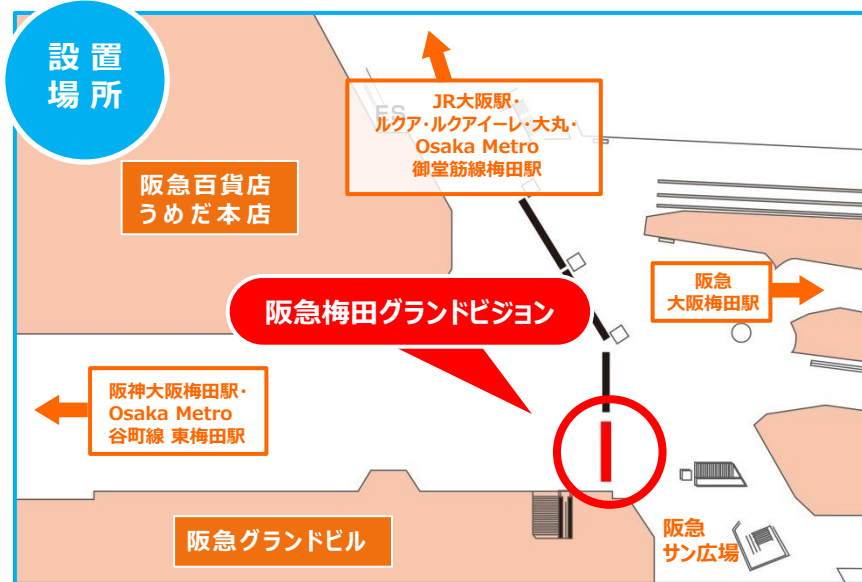 設置
場所
ES
JR大阪駅・
ルクア・ルクアイーレ・大丸・
Osaka Metro
御堂筋線梅田駅
阪急百貨店
うめだ本店
阪急
大阪梅田駅
阪急梅田グランドビジョン
阪神大阪梅田駅・
Osaka Metro
谷町線 東梅田駅
阪急グランドビル
阪急
サン広場